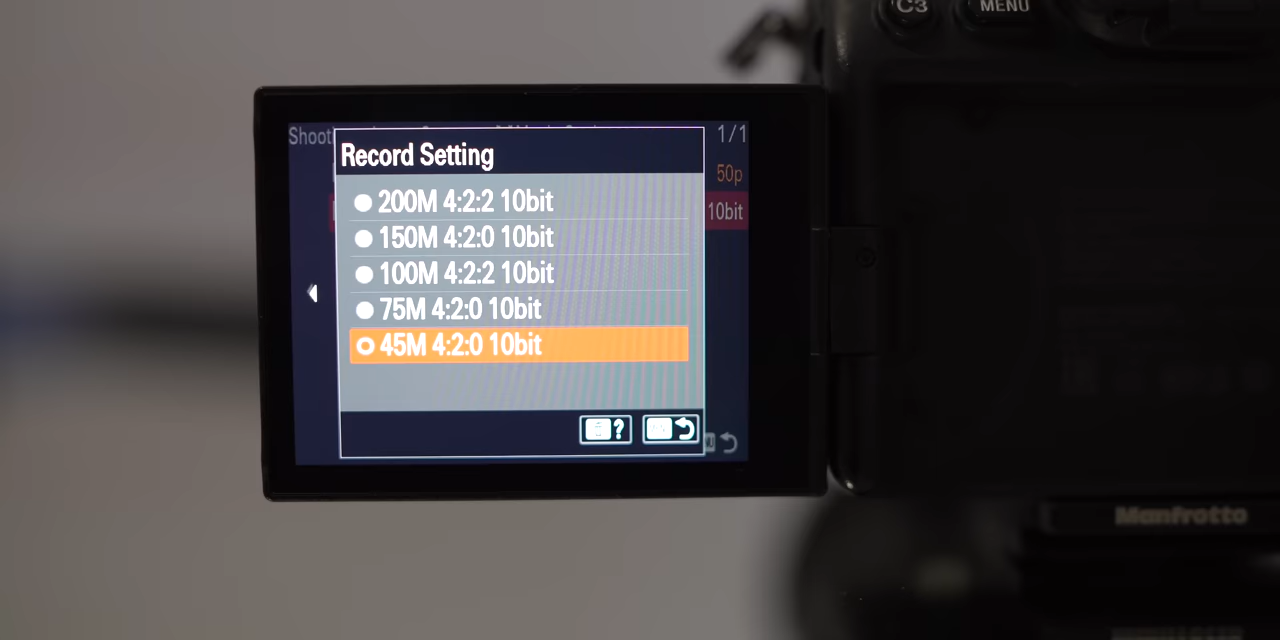 C3 MENU
Shoot
1/1
Record Setting
50p
200M 4:2:2 10bit
10bit
150M 4:2:0 10bit
100M 4:2:2 10bit
75M 4:2:0 10bit
45M 4:2:0 10bit
?
Manfrotto